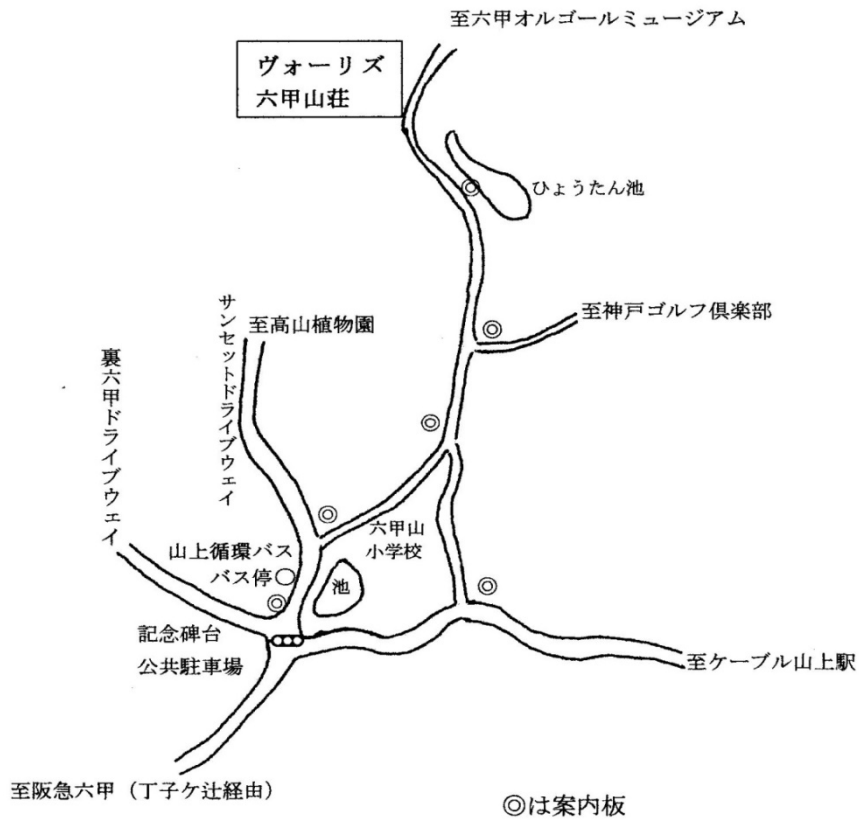 至六甲オルゴールミュージアム
ヴォーリズ
六甲山荘
ひょうたん池
至神戸ゴルフ倶楽部
至高山植物園
サンセットドライブウェイ
裏六甲ドライブウェイ
六甲山
小学校
山上循環バス
バス停○
池
記念碑台
公共駐車場
至ケーブル山上駅
至阪急六甲（丁子ケ辻経由）
◎は案内板